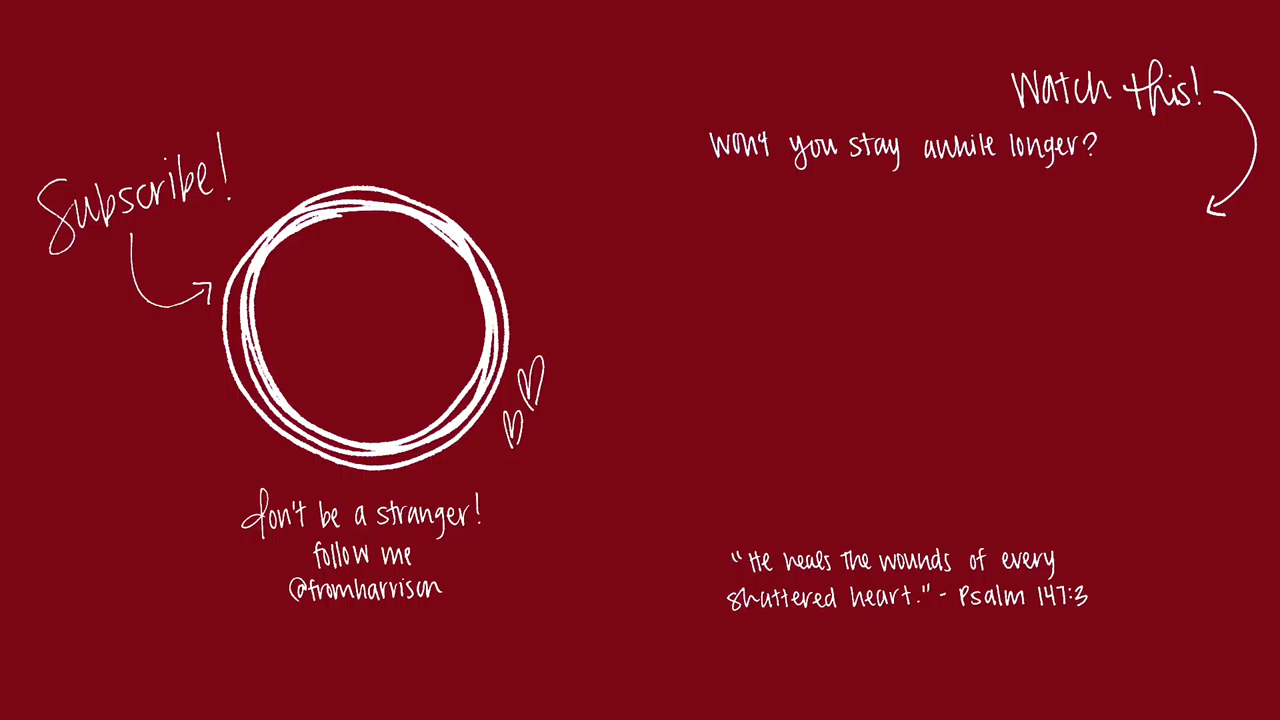 Subscribe!
don't be a stranger!
follow me
@fromharrison
Watch this!
won't you stay awhile longer?
"He heals the wounds of every
shattered heart." - Psalm 147:3